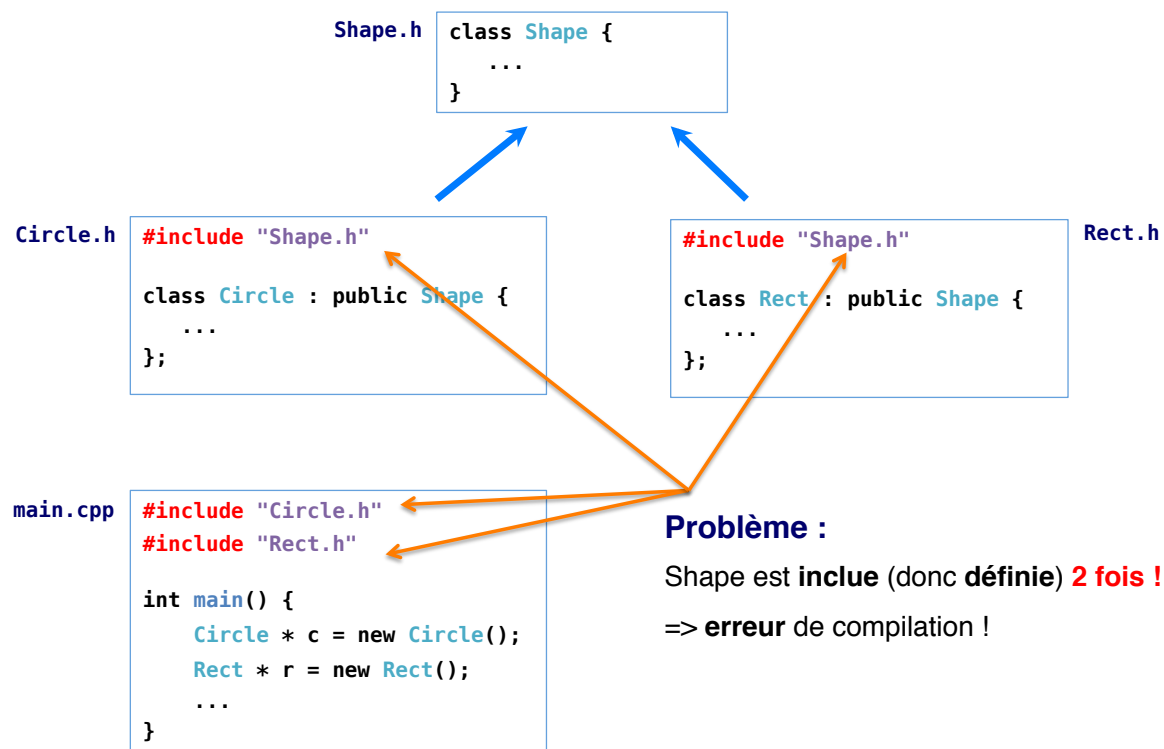 Shape.h
class Shape {
   ...
}
Circle.h
#include "Shape.h"
class Circle : public Shape {
   ...
};
#include "Shape.h"
class Rect : public Shape {
   ...
};
Rect.h
main.cpp
#include "Circle.h"
#include "Rect.h"
int main() {
    Circle * c = new Circle();
    Rect * r = new Rect();
    ...
}
Problème :
Shape est inclue (donc définie) 2 fois !
=> erreur de compilation !